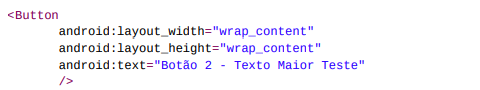 <Button
android:layout_width="wrap_content"
android:layout_height="wrap_content"
android:text="Botão 2 - Texto Maior Teste"
/>